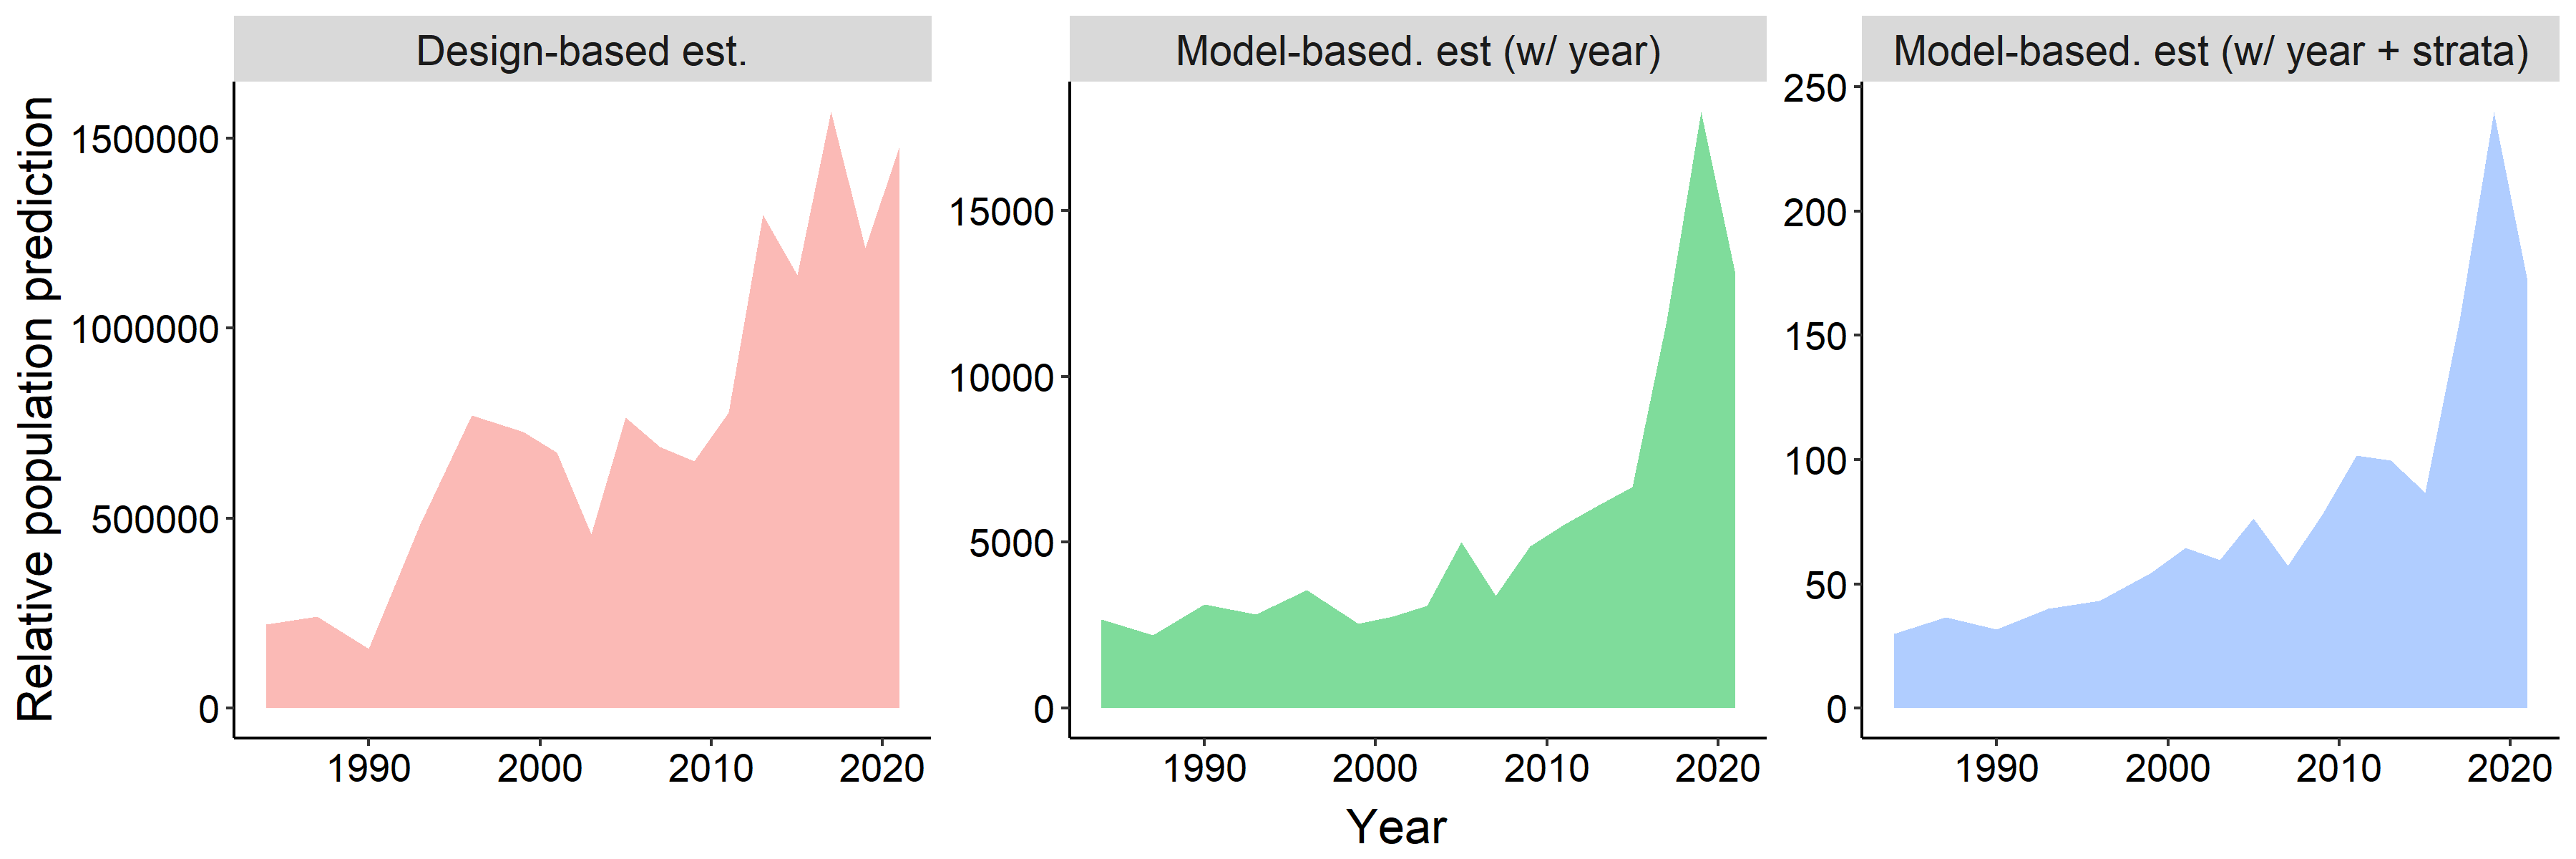 Design-based est.
Model-based. est (w/ year)
Model-based. est (w/ year + strata)
Relative population prediction
1500000
1000000
500000
0
1990 2000 2010 2020
15000
10000
5000
0
1990 2000 2010 2020
250
200
150
100
50
0
1990 2000 2010 2020
Year